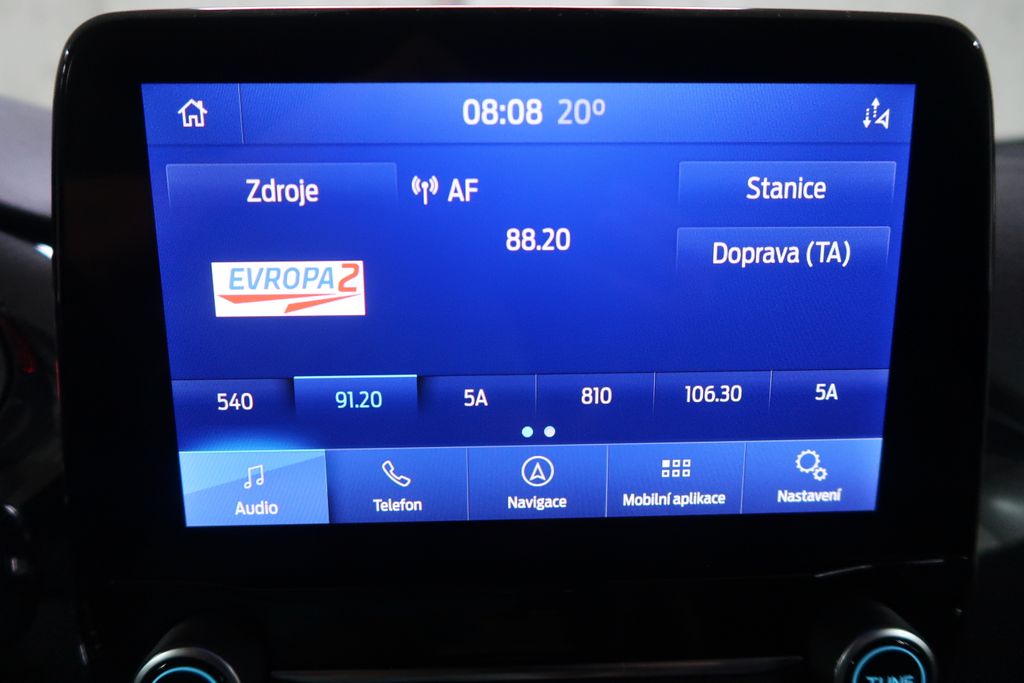 08:08 20°
Zdroje
AF
Stanice
88.20
Doprava (TA)
EVROPA 2
540
91.20
5A
810
106.30
5A
Audio
Telefon
Navigace
Mobilní aplikace
Nastavení
TUNE